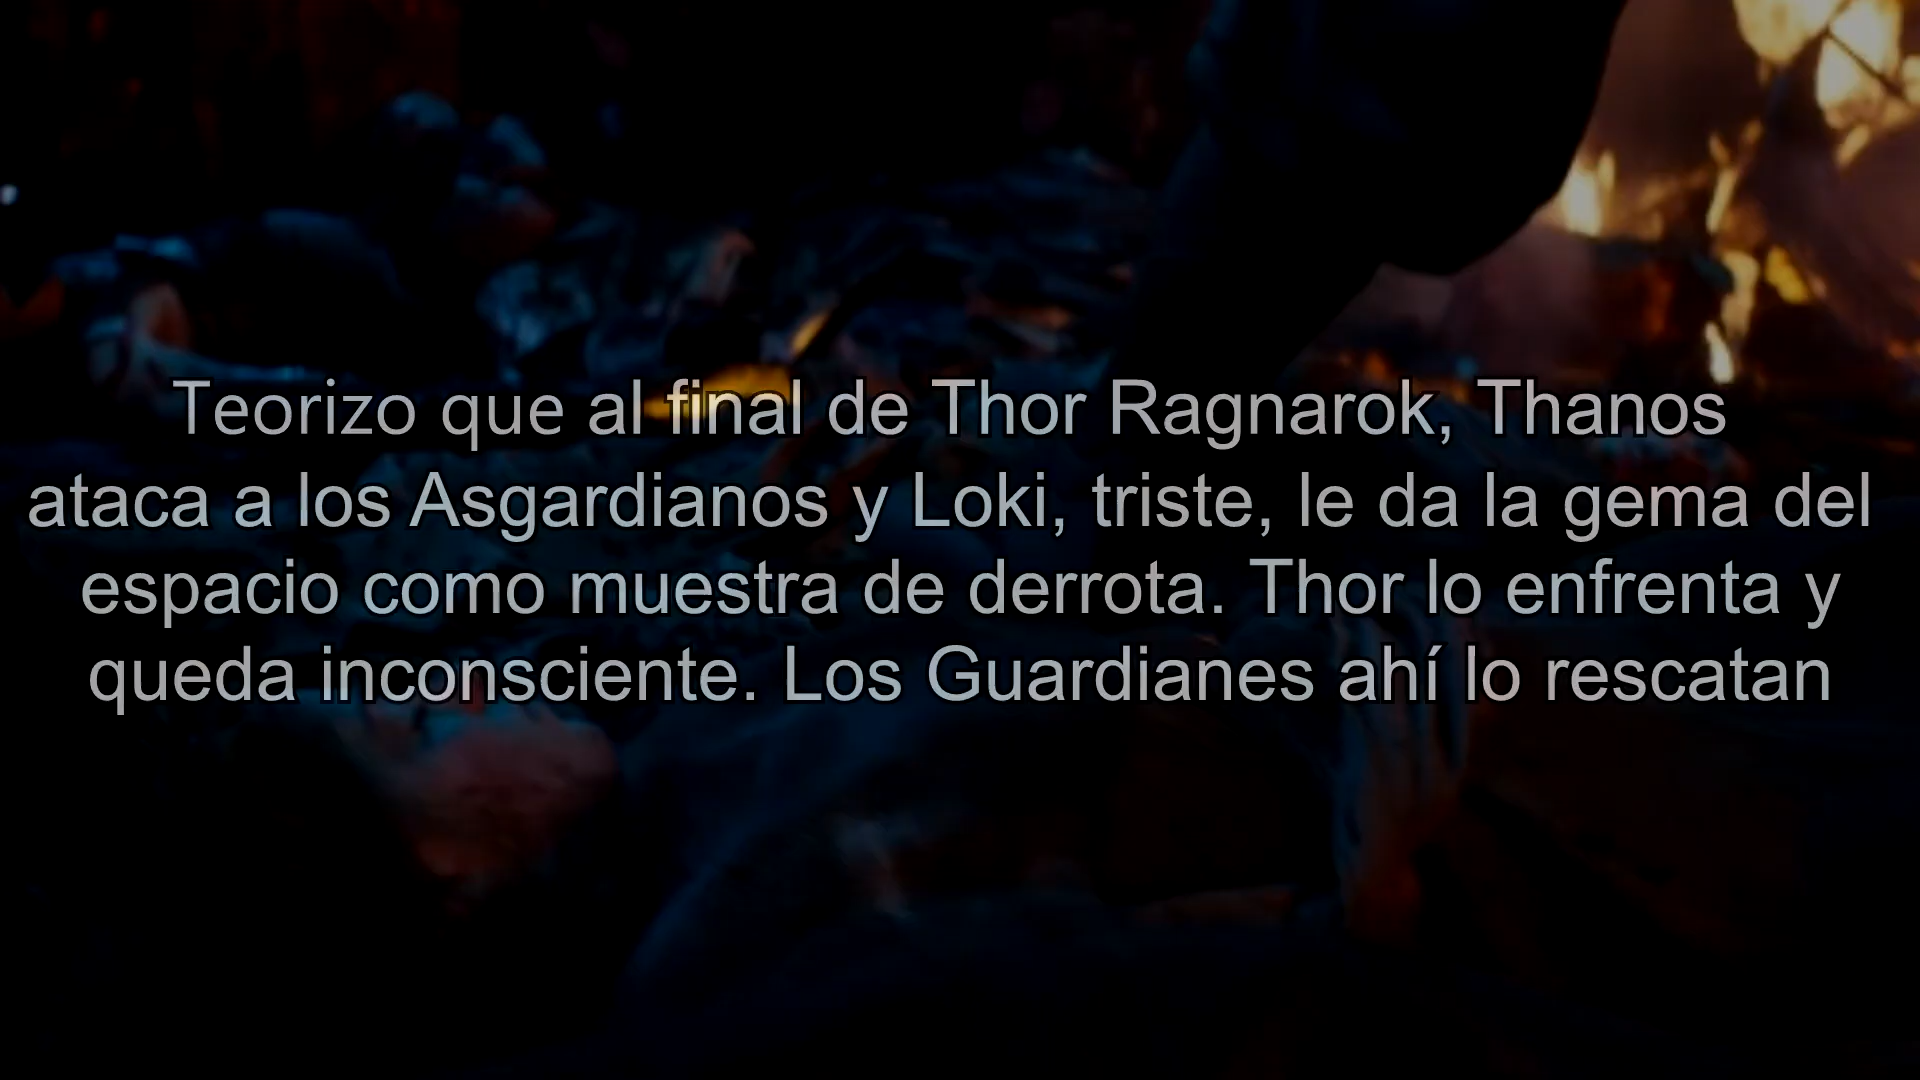 Teorizo que al final de Thor Ragnarok, Thanos
ataca a los Asgardianos y Loki, triste, le da la gema del
espacio como muestra de derrota. Thor lo enfrenta y
queda inconsciente. Los Guardianes ahí lo rescatan